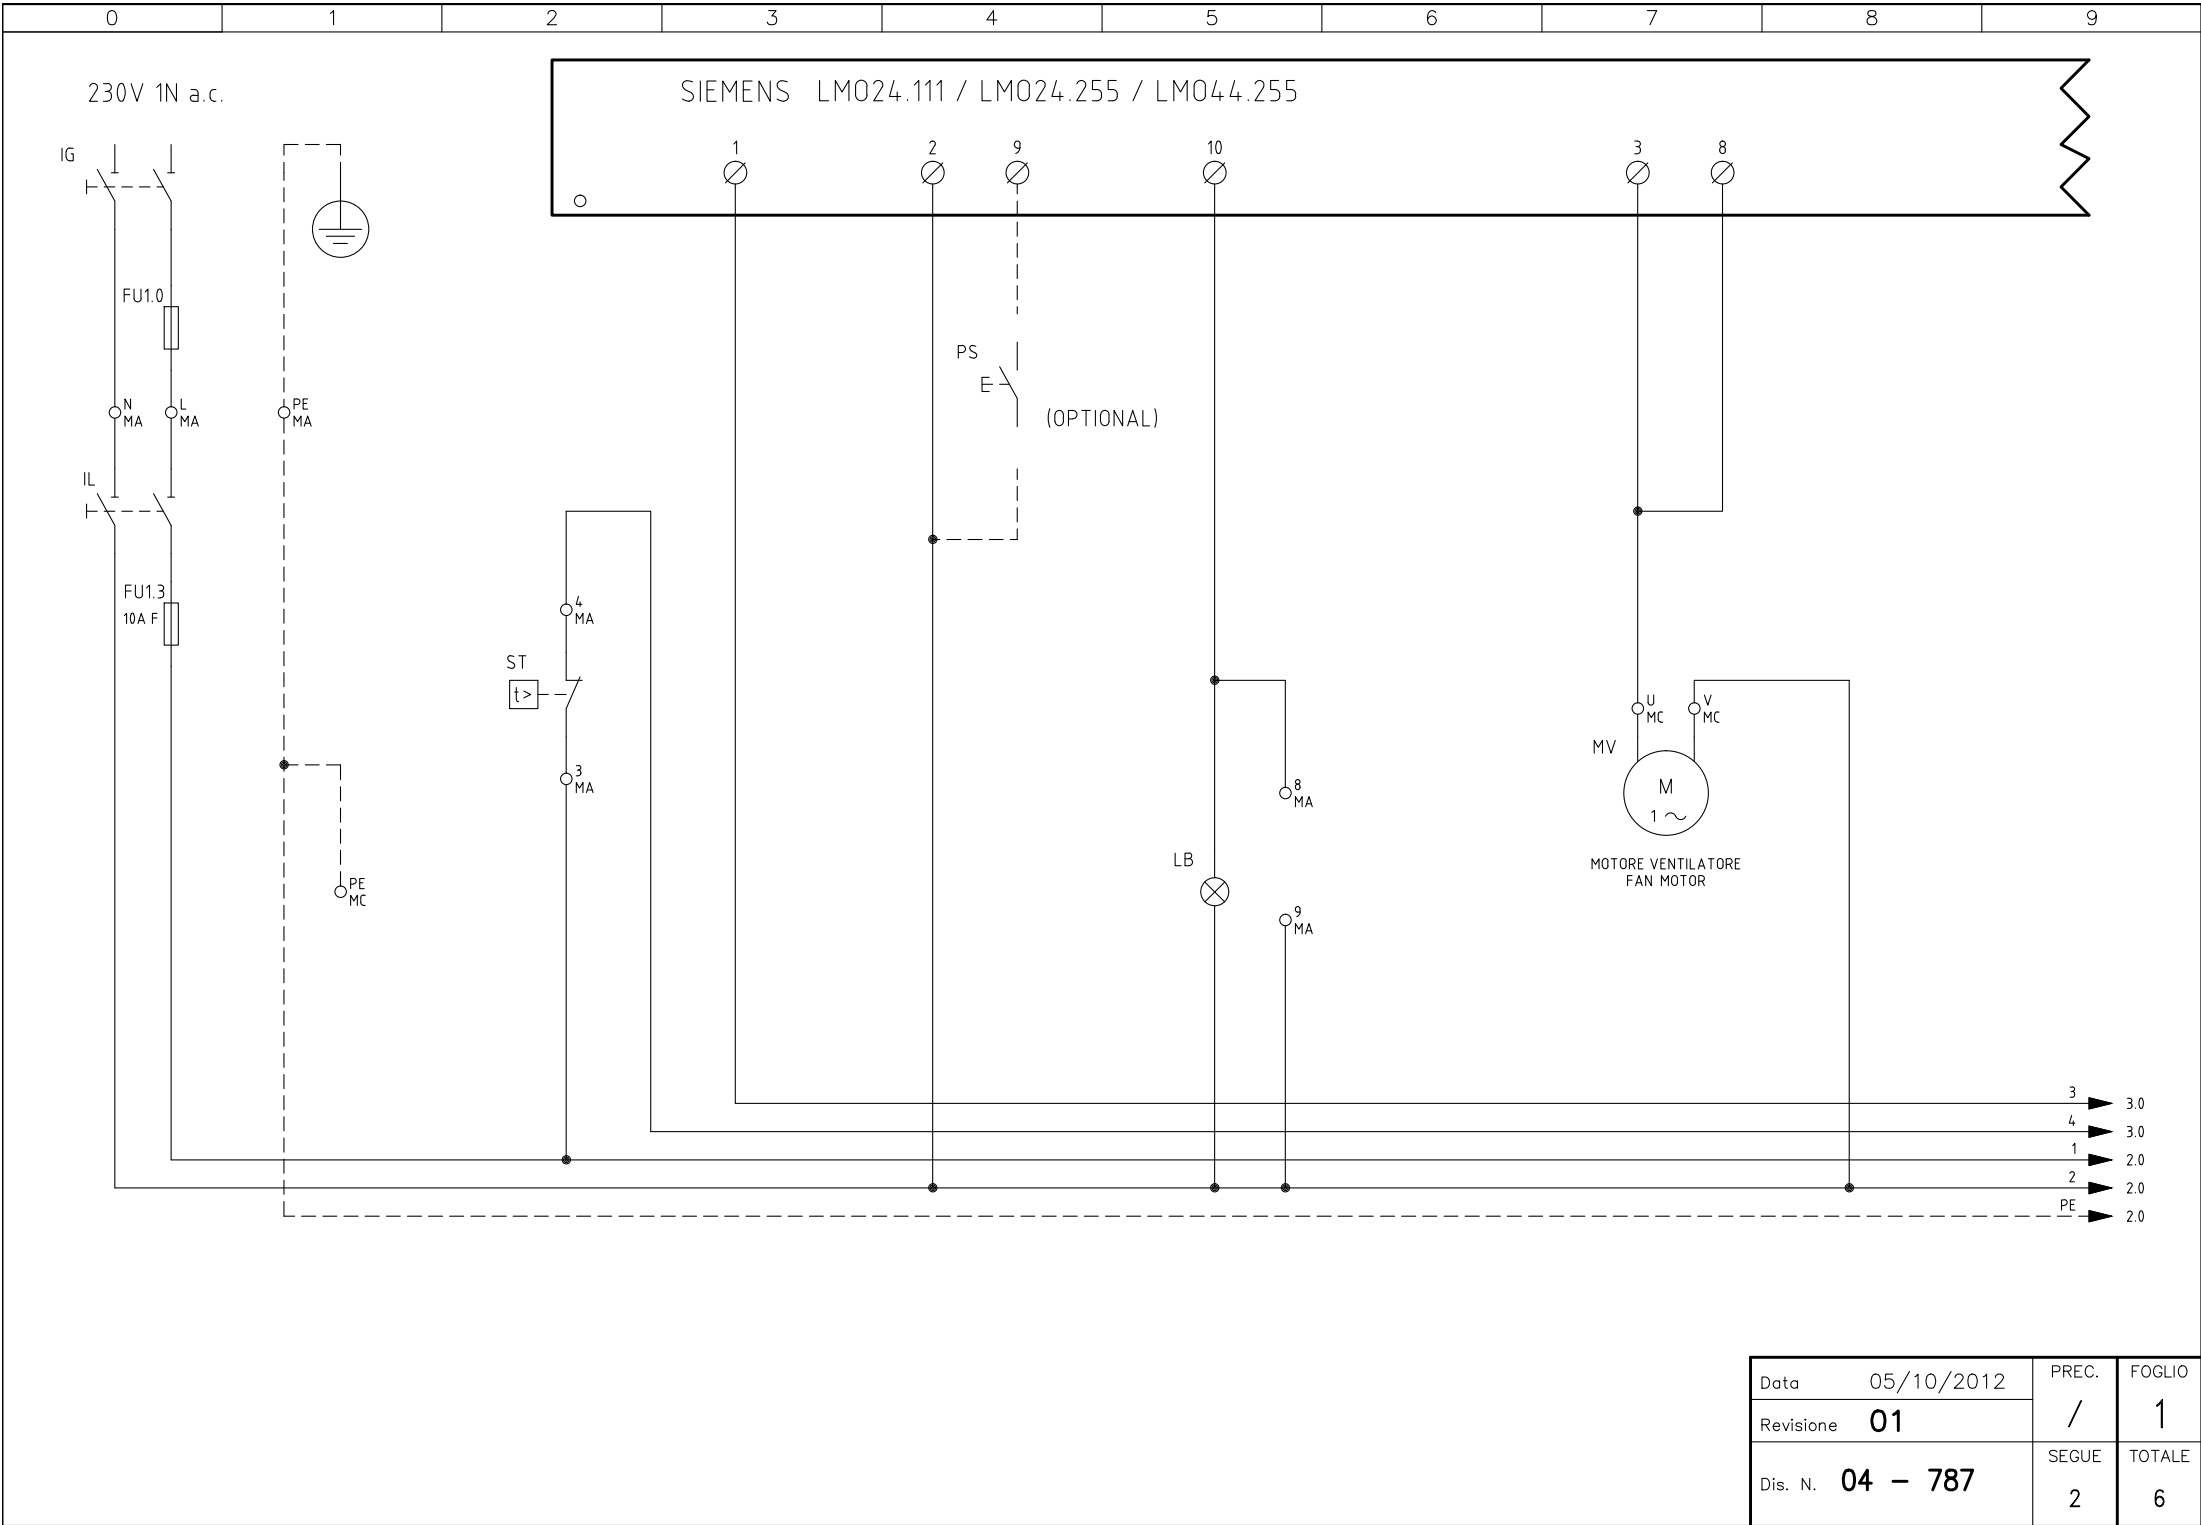 0 1 2 3 4 5 6 7 8 9
230V 1N a.c.
SIEMENS LMO24.111 / LMO24.255 / LMO44.255
1 2 9 10 3 8
IG
FU1.0
PS
E
(OPTIONAL)
N
MA
L
MA
PE
MA
IL
FU1.3
10A F
4
MA
ST
t>
3
MA
U
MC
V
MC
MV
M
1
MOTORE VENTILATORE
FAN MOTOR
8
MA
LB
9
MA
PE
MC
3 3.0
4 3.0
1 2.0
2 2.0
PE 2.0
Data 05/10/2012
Revisione 01
Dis. N. 04 - 787
PREC.
/
FOGLIO
1
SEGUE
2
TOTALE
6